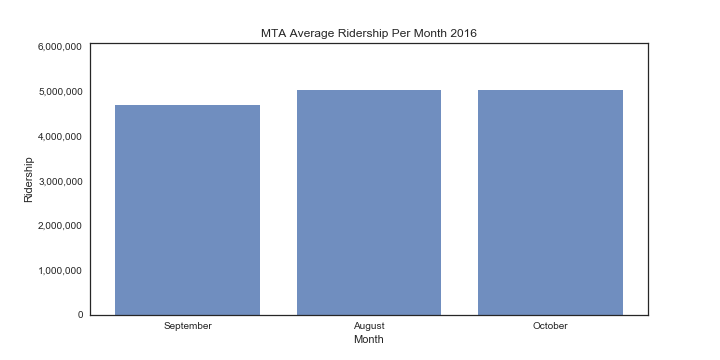 MTA Average Ridership Per Month 2016
6,000,000
5,000,000
4,000,000
3,000,000
2,000,000
1,000,000
0
Ridership
September August October
Month